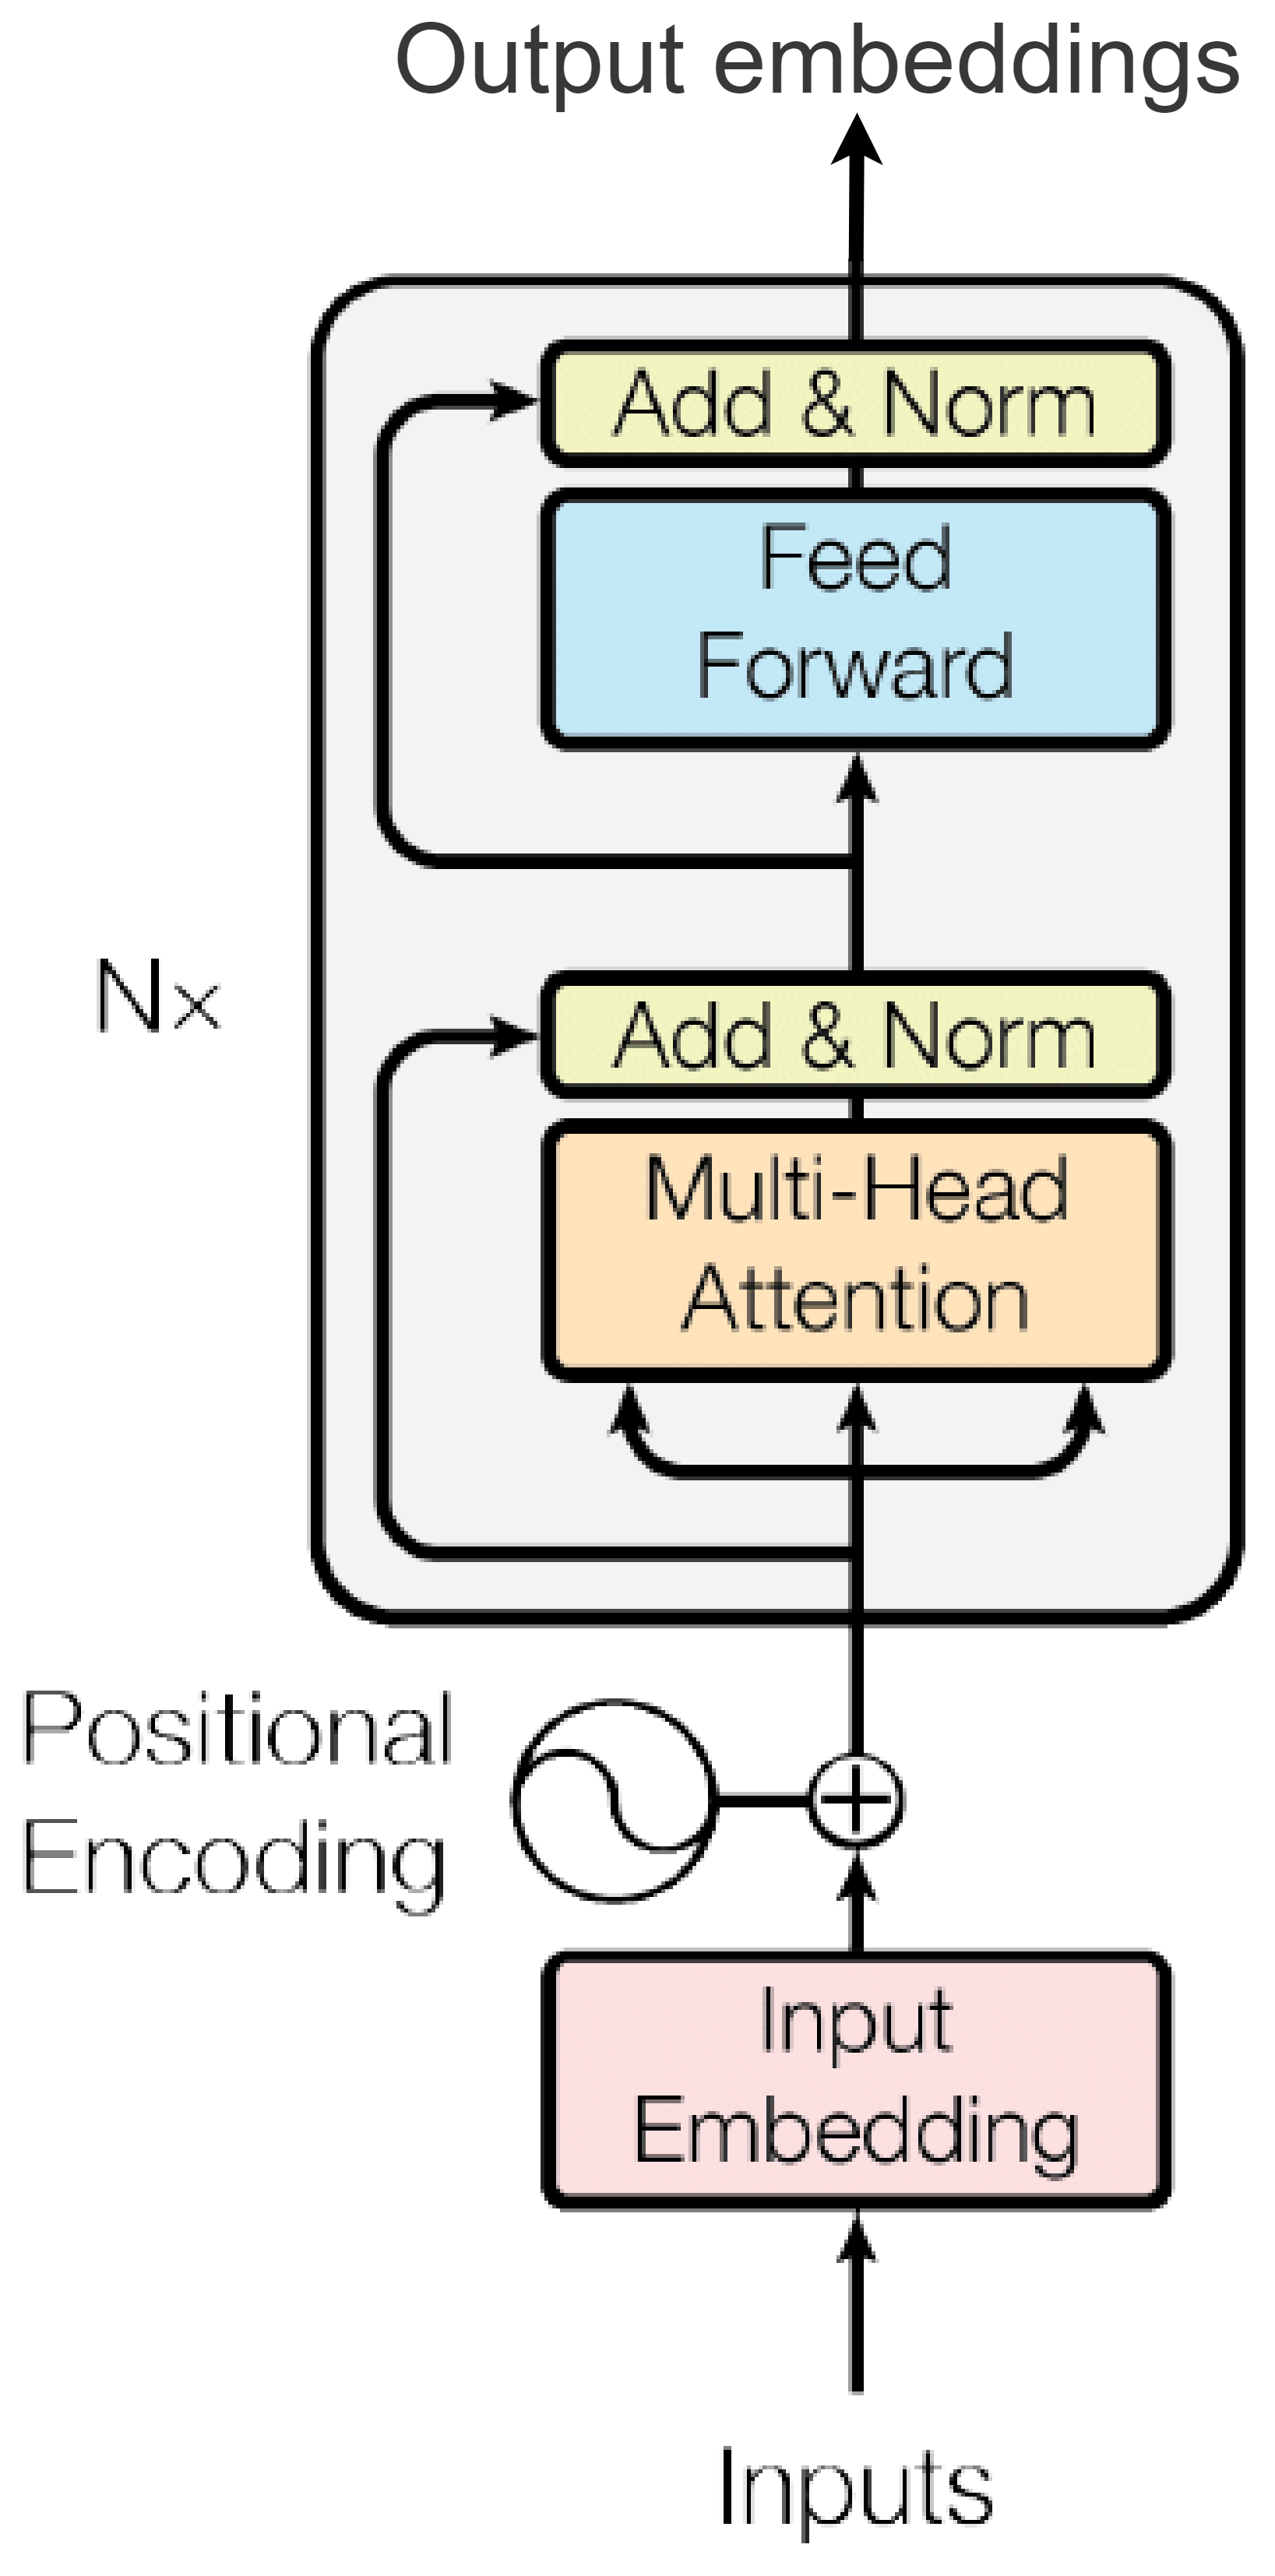 Output embeddings
Add & Norm
Feed
Forward
Nx
Add & Norm
Multi-Head
Attention
Positional
Encoding
Input
Embedding
Inputs